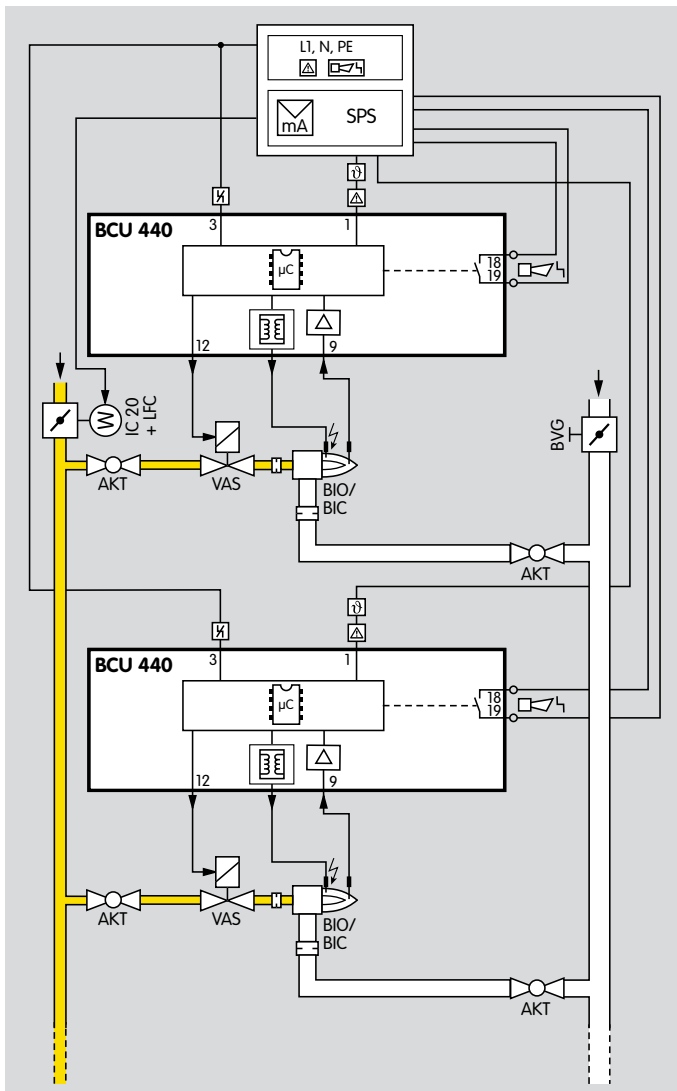 L1, N, PE
mA
SPS
ϑ
3
1
BCU 440
µC
18
19
12
9
IC 20
+ LFC
BVG
AKT
VAS
BIO/
BIC
AKT
ϑ
3
1
BCU 440
µC
18
19
12
9
AKT
VAS
BIO/
BIC
AKT